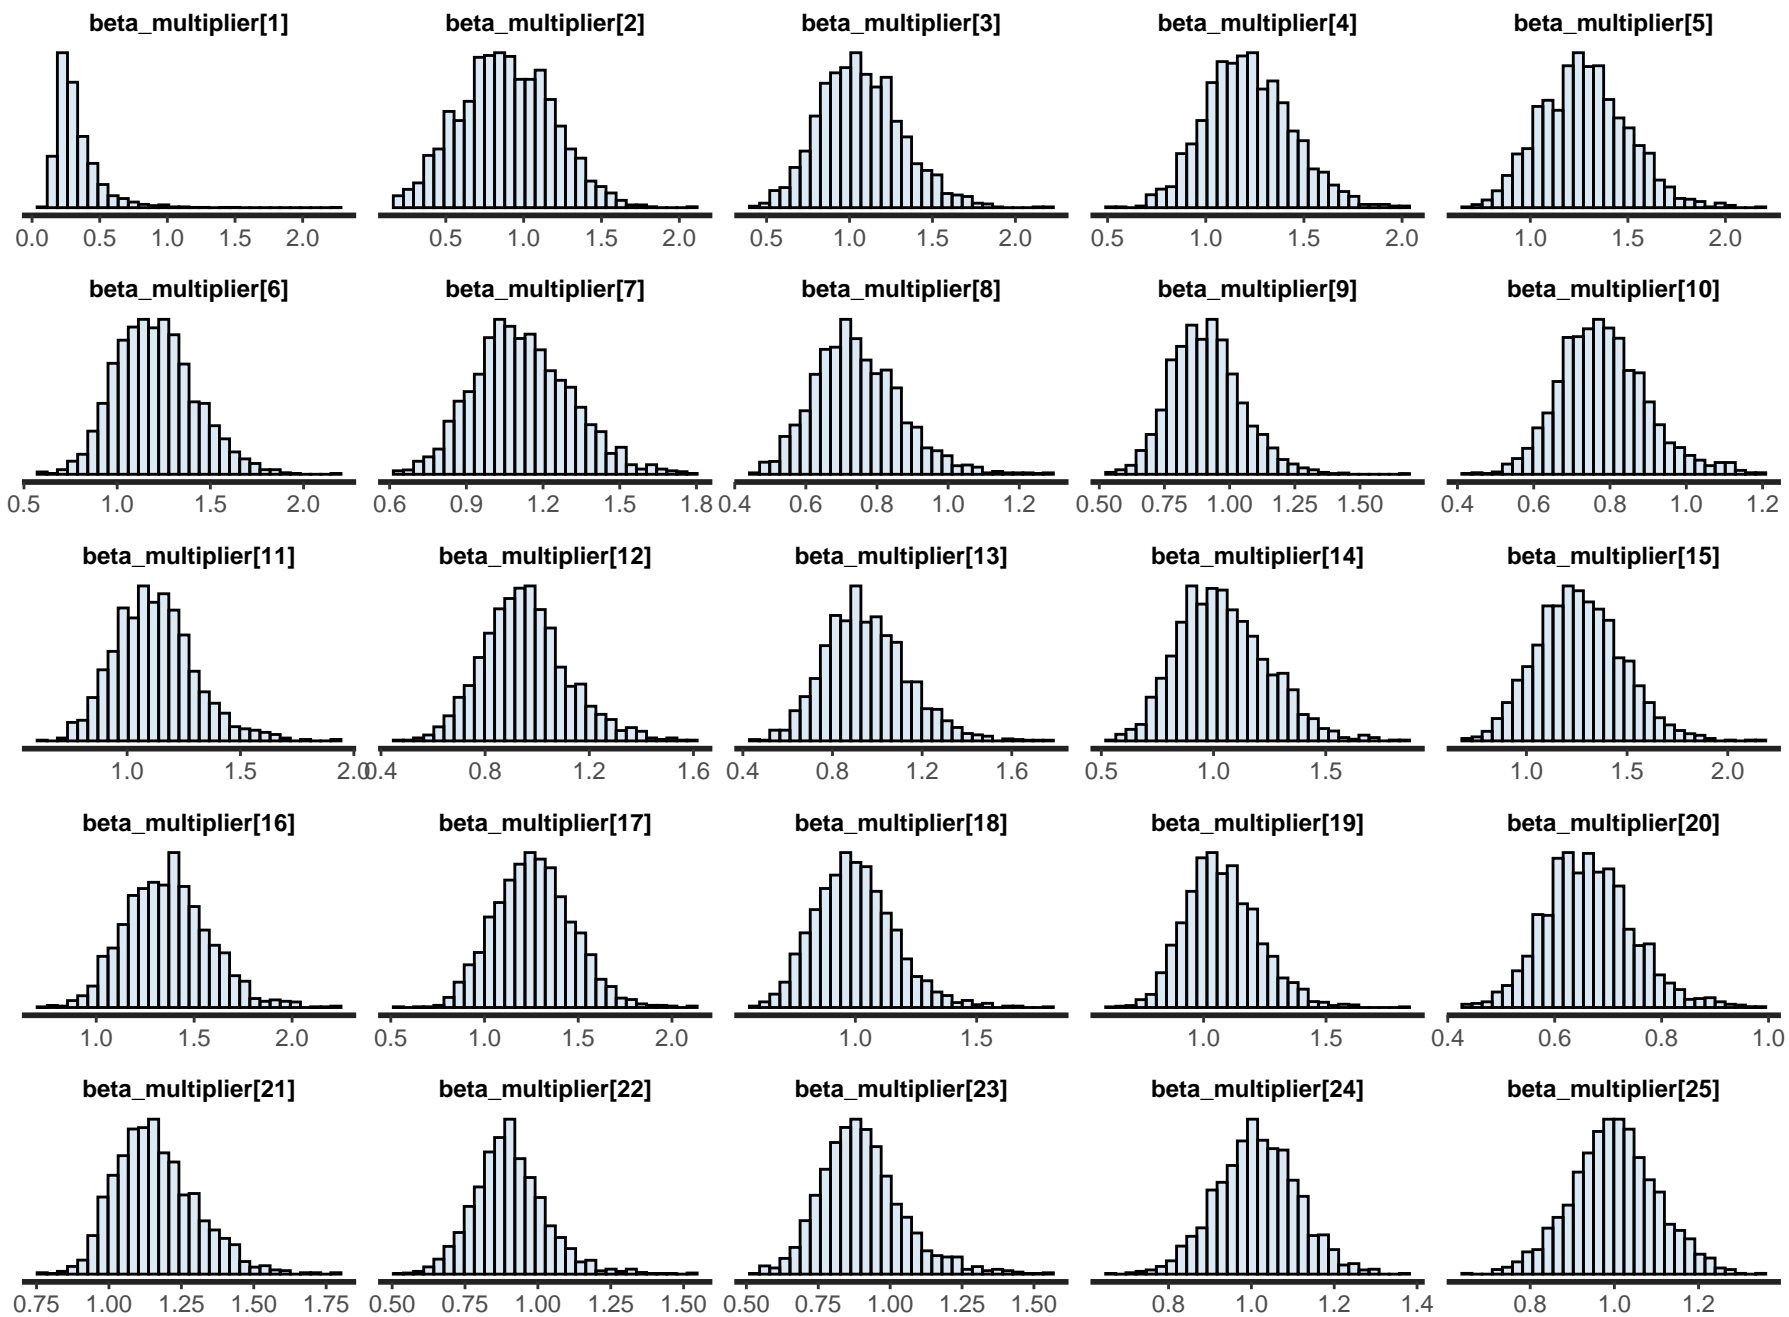 beta_multiplier[1] beta_multiplier[2] beta_multiplier[3] beta_multiplier[4] beta_multiplier[5]
0.0 0.5 1.0 1.5 2.0 0.5 1.0 1.5 2.0 0.5 1.0 1.5 2.0 0.5 1.0 1.5 2.0 1.0 1.5 2.0
beta_multiplier[6] beta_multiplier[7] beta_multiplier[8] beta_multiplier[9] beta_multiplier[10]
0.5 1.0 1.5 2.0 0.6 0.9 1.2 1.5 1.8 0.4 0.6 0.8 1.0 1.2 0.50 0.75 1.00 1.25 1.50 0.4 0.6 0.8 1.0 1.2
beta_multiplier[11] beta_multiplier[12] beta_multiplier[13] beta_multiplier[14] beta_multiplier[15]
1.0 1.5 2.0 0.4 0.8 1.2 1.6 0.4 0.8 1.2 1.6 0.5 1.0 1.5 1.0 1.5 2.0
beta_multiplier[16] beta_multiplier[17] beta_multiplier[18] beta_multiplier[19] beta_multiplier[20]
1.0 1.5 2.0 0.5 1.0 1.5 2.0 1.0 1.5 1.0 1.5 0.4 0.6 0.8 1.0
beta_multiplier[21] beta_multiplier[22] beta_multiplier[23] beta_multiplier[24] beta_multiplier[25]
0.75 1.00 1.25 1.50 1.75 0.50 0.75 1.00 1.25 1.50 0.50 0.75 1.00 1.25 1.50 0.8 1.0 1.2 1.4 0.8 1.0 1.2